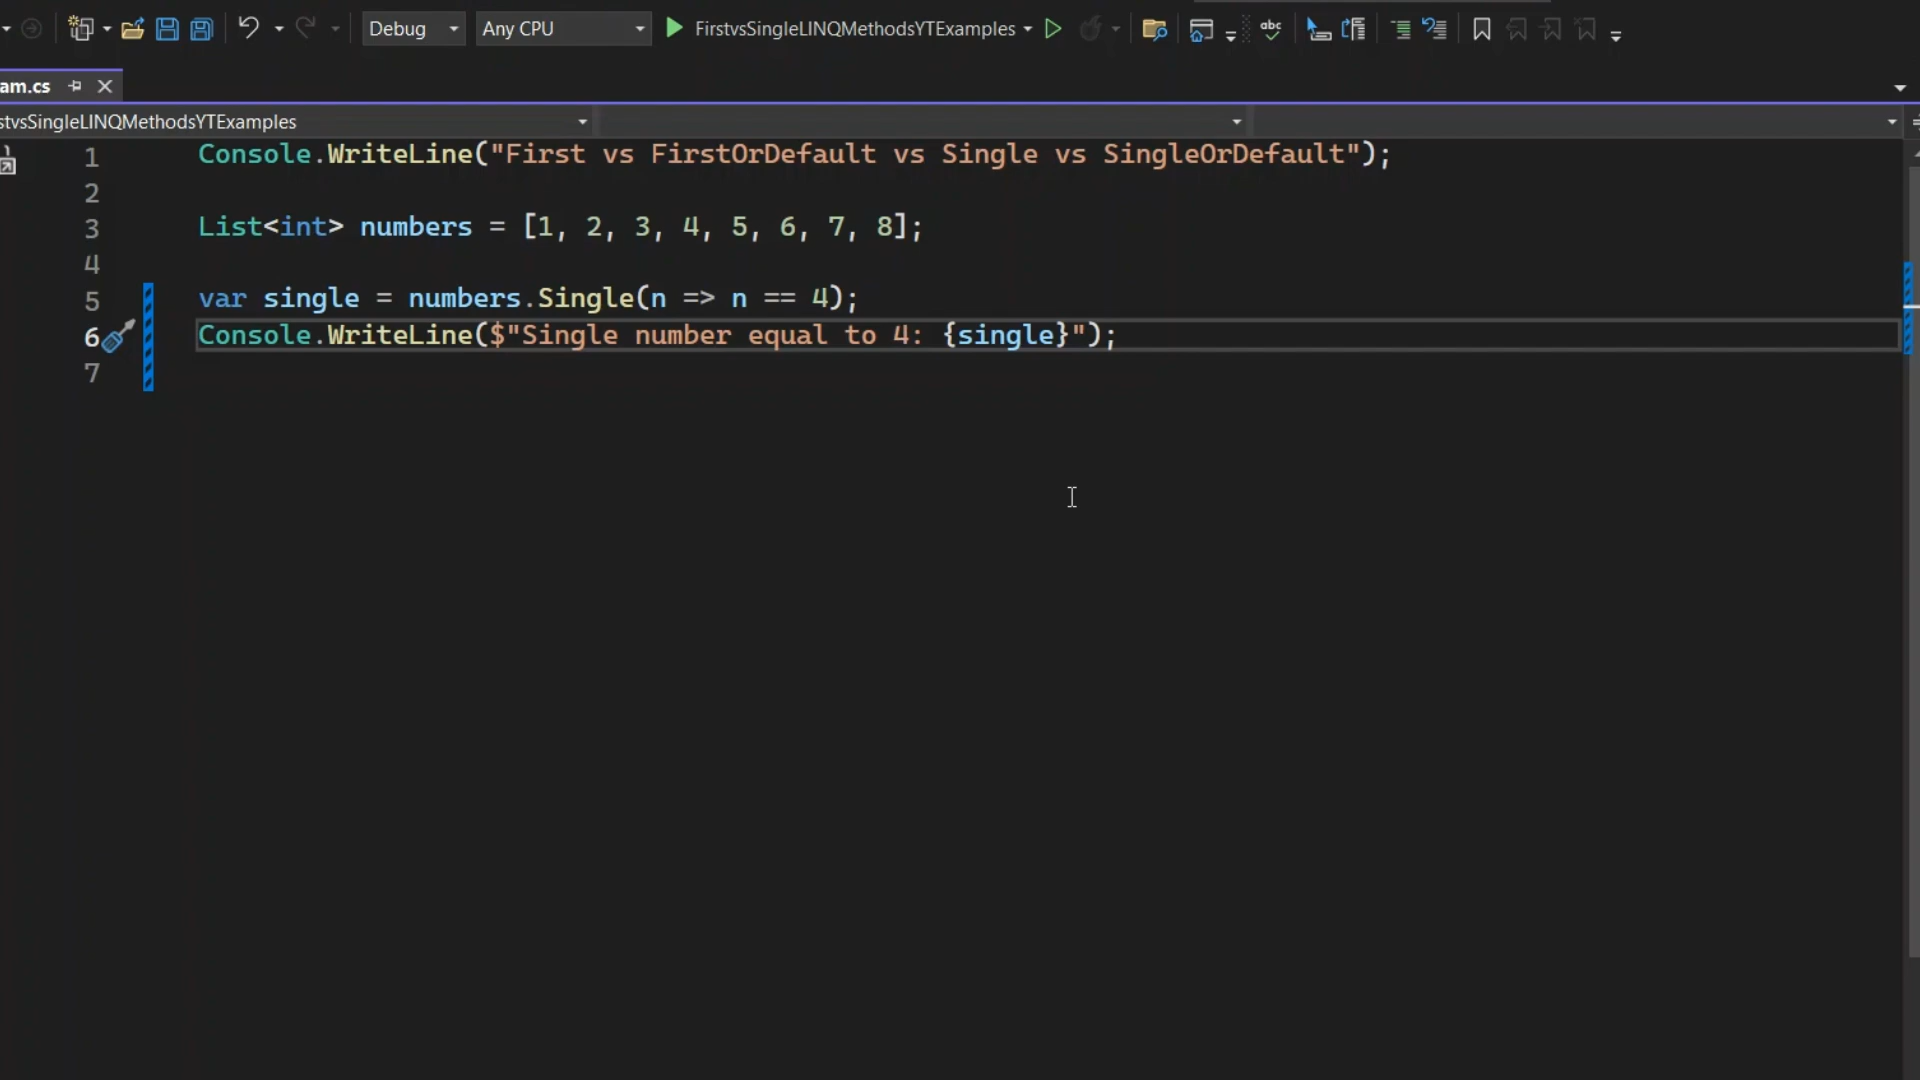 Debug Any CPU FirstvsSingleLINQMethodsYTExamples abc
am.cs
stvsSingleLINQMethodsYTExamples
1 Console.WriteLine("First vs FirstOrDefault vs Single vs SingleOrDefault");
2
3 List<int> numbers = [1, 2, 3, 4, 5, 6, 7, 8];
4
5 var single = numbers.Single(n => n == 4);
6 Console.WriteLine($"Single number equal to 4: {single}");
7